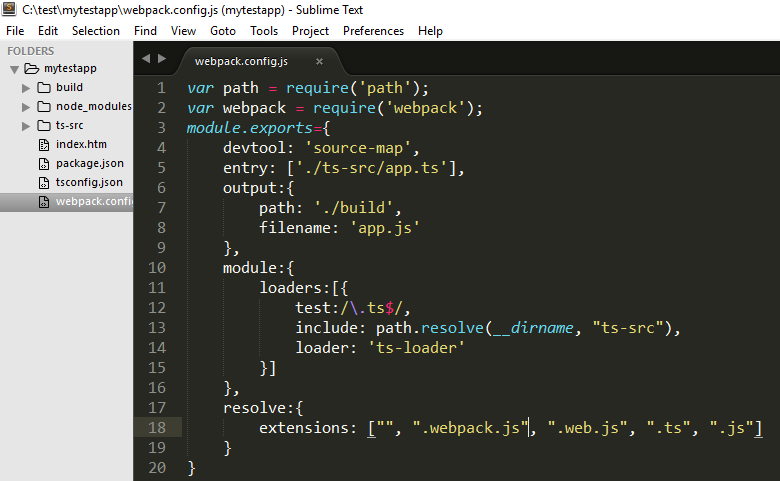 C:\test\mytestapp\webpack.config.js (mytestapp) - Sublime Text
File Edit Selection Find View Goto Tools Project Preferences Help
FOLDERS
mytestapp
build
node_modules
ts-src
index.htm
package.json
tsconfig.json
webpack.confi
webpack.config.js ×
1 var path = require('path');
2 var webpack = require('webpack');
3 module.exports={
4     devtool: 'source-map',
5     entry: ['./ts-src/app.ts'],
6     output:{
7         path: './build',
8         filename: 'app.js'
9     },
10     module:{
11         loaders:[{
12             test:/\.ts$/,
13             include: path.resolve(__dirname, "ts-src"),
14             loader: 'ts-loader'
15         }]
16     },
17     resolve:{
18         extensions: ["", ".webpack.js", ".web.js", ".ts", ".js"]
19     }
20 }